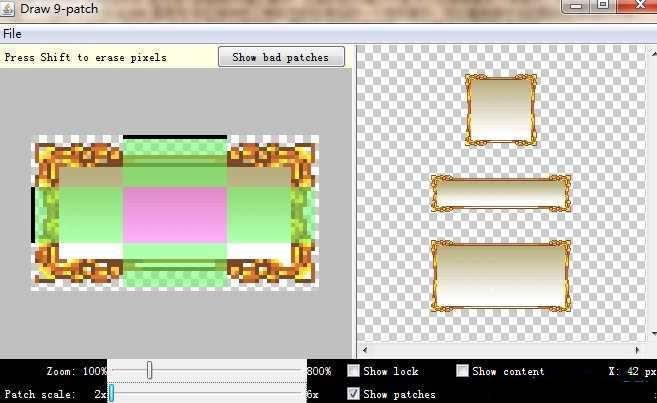 Draw 9-patch
File
Press Shift to erase pixels
Show bad patches
Zoom: 100%
800%
Show lock
Show content
X: 42 px
Patch scale: 2x
6x
Show patches